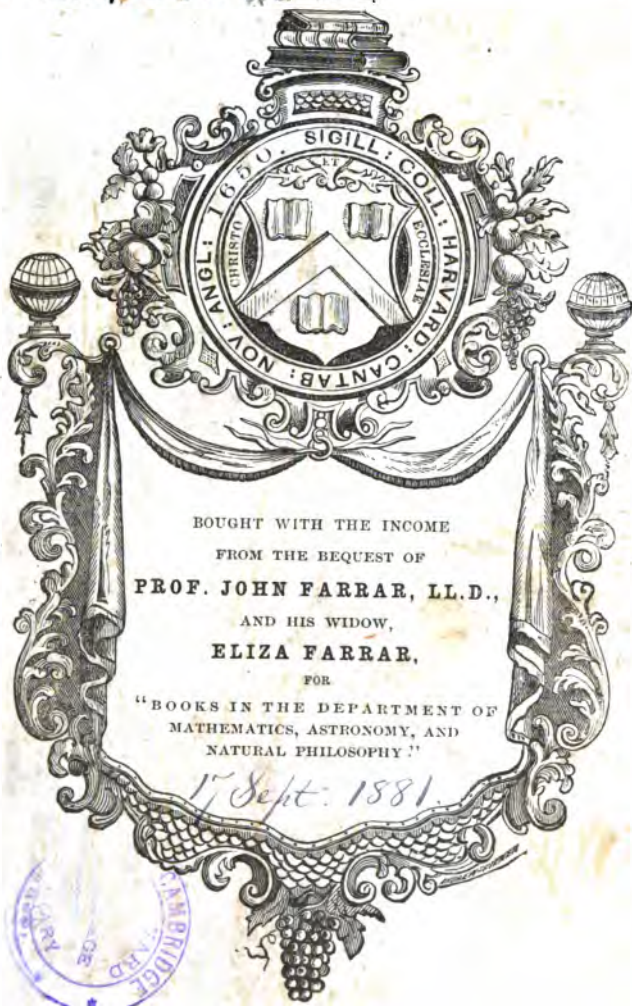 SIGILL: COLL: HARVARD: CANTAB: NOV: ANGL: 1650.
ET
CHRISTO
ECCLESIAE
BOUGHT WITH THE INCOME
FROM THE BEQUEST OF
PROF. JOHN FARRAR, LL.D.,
AND HIS WIDOW,
ELIZA FARRAR,
FOR
"BOOKS IN THE DEPARTMENT OF
MATHEMATICS, ASTRONOMY, AND
NATURAL PHILOSOPHY."
17 Sept. 1881.
CAMBRIDGE